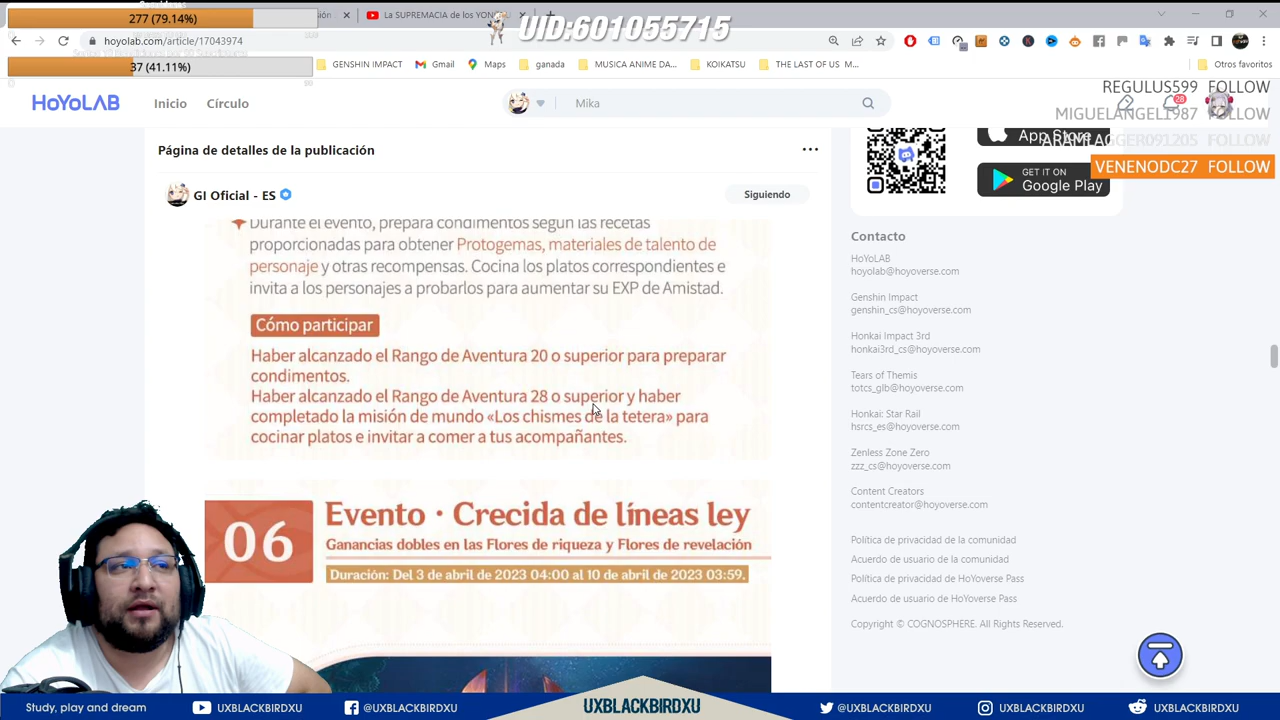 277 (79.14%)
La SUPREMACIA de los YON
UID:601055715
hoyolab.com/article/17043974
37 (41.11%)
GENSHIN IMPACT
Gmail
Maps
ganada
MUSICA ANIME DA...
KOIKATSU
THE LAST OF US M...
Otros favoritos
HoYoLAB
Inicio
Círculo
Mika
28
REGULUS599 FOLLOW
MIGUELANGEL1987 FOLLOW
FOLLOW
VENENODC27 FOLLOW
Página de detalles de la publicación
App Store
GET IT ON
Google Play
GI Oficial - ES
Siguiendo
Durante el evento, prepara condimentos según las recetas
proporcionadas para obtener Protogemas, materiales de talento de
personaje y otras recompensas. Cocina los platos correspondientes e
invita a los personajes a probarlos para aumentar su EXP de Amistad.
Cómo participar
Haber alcanzado el Rango de Aventura 20 o superior para preparar
condimentos.
Haber alcanzado el Rango de Aventura 28 o superior y haber
completado la misión de mundo «Los chismes de la tetera» para
cocinar platos e invitar a comer a tus acompañantes.
06
Evento · Crecida de líneas ley
Ganancias dobles en las Flores de riqueza y Flores de revelación
Duración: Del 3 de abril de 2023 04:00 al 10 de abril de 2023 03:59.
Contacto
HoYoLAB
hoyolab@hoyoverse.com
Genshin Impact
genshin_cs@hoyoverse.com
Honkai Impact 3rd
honkai3rd_cs@hoyoverse.com
Tears of Themis
totcs_glb@hoyoverse.com
Honkai: Star Rail
hsrcs_es@hoyoverse.com
Zenless Zone Zero
zzz_cs@hoyoverse.com
Content Creators
contentcreator@hoyoverse.com
Política de privacidad de la comunidad
Acuerdo de usuario de la comunidad
Política de privacidad de HoYoverse Pass
Acuerdo de usuario de HoYoverse Pass
Copyright © COGNOSPHERE. All Rights Reserved.
Study, play and dream
UXBLACKBIRDXU
@UXBLACKBIRDXU
UXBLACKBIRDXU
@UXBLACKBIRDXU
UXBLACKBIRDXU
UXBLACKBIRDXU